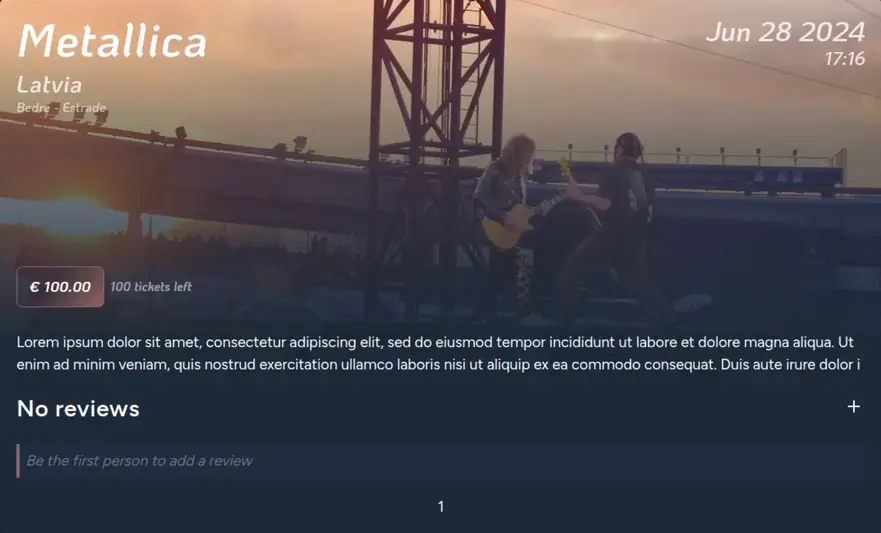 Metallica
Jun 28 2024
17:16
Latvia
Bedre - Estrade
€ 100.00
100 tickets left
Lorem ipsum dolor sit amet, consectetur adipiscing elit, sed do eiusmod tempor incididunt ut labore et dolore magna aliqua. Ut
enim ad minim veniam, quis nostrud exercitation ullamco laboris nisi ut aliquip ex ea commodo consequat. Duis aute irure dolor i
No reviews
+
Be the first person to add a review
1